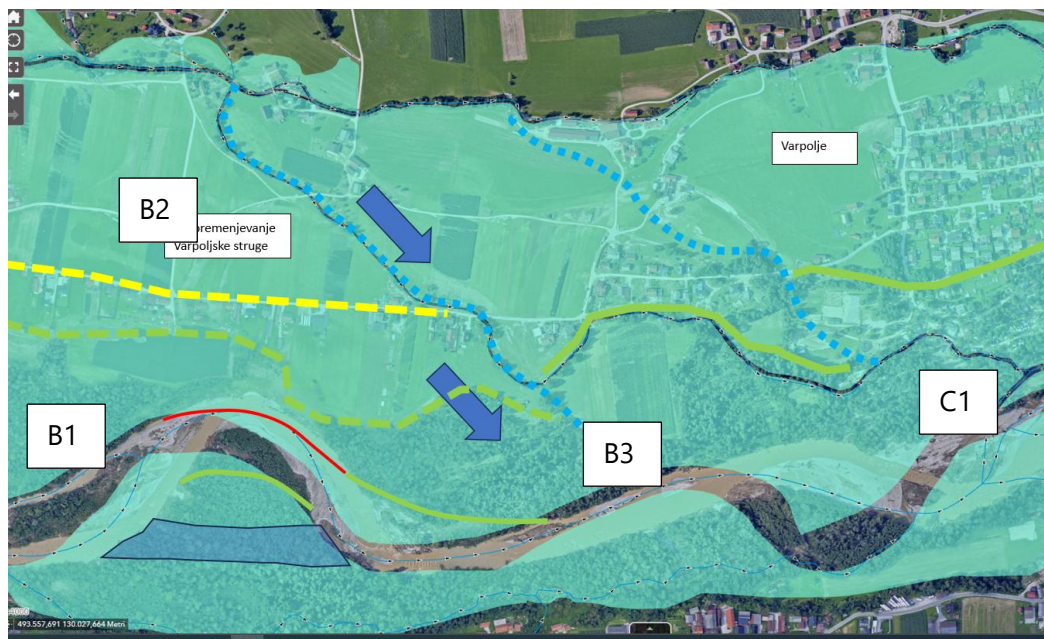 Varpolje
B2
premenjevanje
Varpoljske struge
B1
B3
C1
493.557,691 130.027,664 Metri